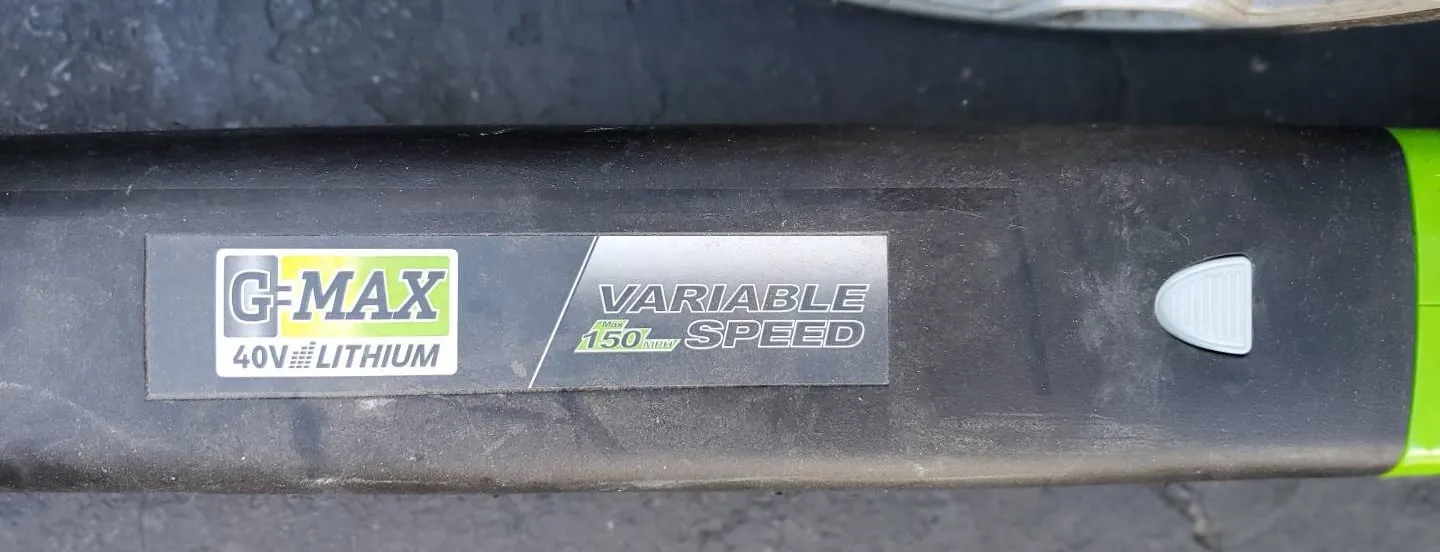 G-MAX
40V LITHIUM
VARIABLE
Max
150 MPH SPEED